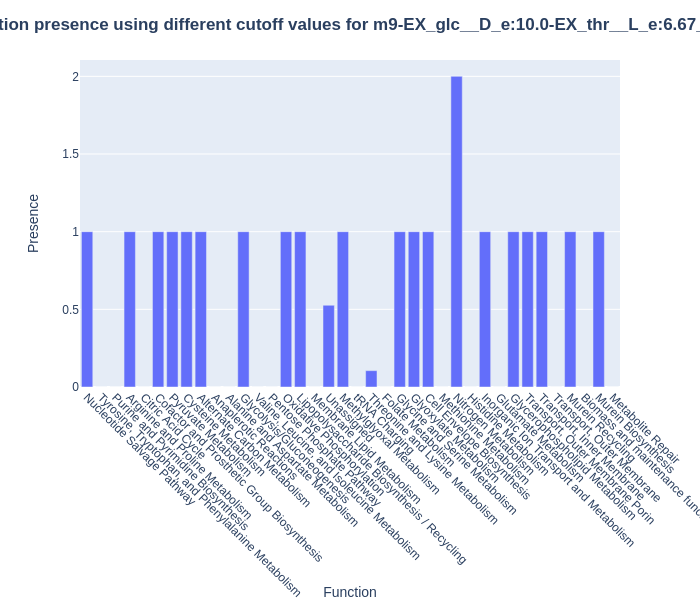 tion presence using different cutoff values for m9-EX_glc__D_e:10.0-EX_thr__L_e:6.67_
2
1.5
1
0.5
0
Presence
Nucleotide Salvage Pathway
Tyrosine, Tryptophan, and Phenylalanine Metabolism
Purine and Pyrimidine Biosynthesis
Arginine and Proline Metabolism
Citric Acid Cycle
Cofactor and Prosthetic Group Biosynthesis
Pyruvate Metabolism
Cysteine Metabolism
Alternate Carbon Metabolism
Anaplerotic Reactions
Alanine and Aspartate Metabolism
Glycolysis/Gluconeogenesis
Valine, Leucine, and Isoleucine Metabolism
Pentose Phosphate Pathway
Oxidative Phosphorylation
Lipopolysaccharide Biosynthesis / Recycling
Membrane Lipid Metabolism
Unassigned
Methylglyoxal Metabolism
tRNA Charging
Threonine and Lysine Metabolism
Folate Metabolism
Glycine and Serine Metabolism
Glyoxylate Metabolism
Cell Envelope Biosynthesis
Methionine Metabolism
Nitrogen Metabolism
Histidine Metabolism
Inorganic Ion Transport and Metabolism
Glutamate Metabolism
Glycerophospholipid Metabolism
Transport, Outer Membrane Porin
Transport, Inner Membrane
Transport, Outer Membrane
Murein Recycling
Biomass and maintenance func
Murein Biosynthesis
Metabolite Repair
Function